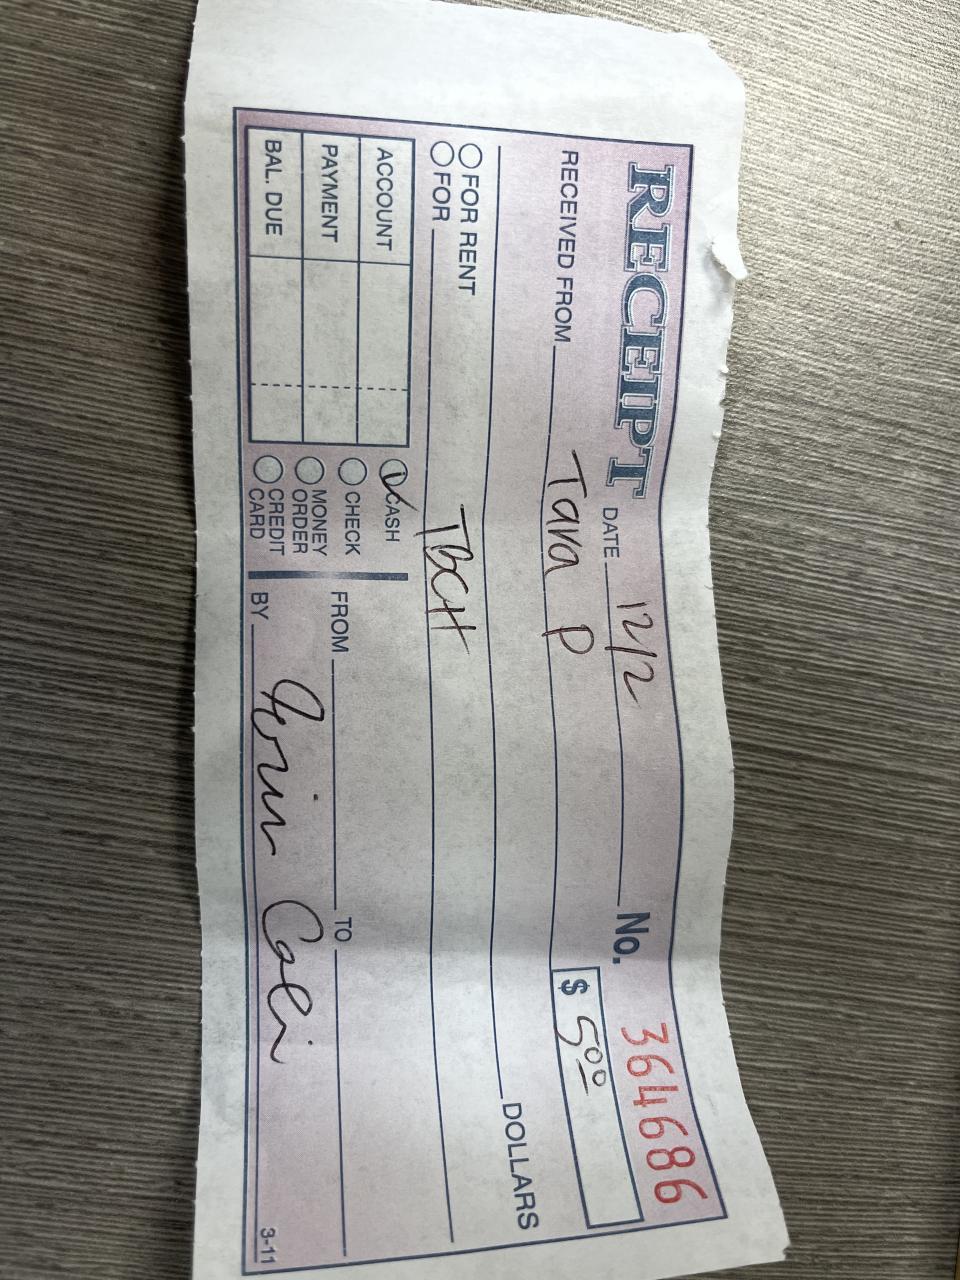 RECEIPT DATE 12/2 No. 364686
RECEIVED FROM Tara P $ 5.00
DOLLARS
FOR RENT
FOR TBCH
ACCOUNT CASH
PAYMENT CHECK FROM TO
MONEY ORDER
BAL. DUE CREDIT CARD BY
3-11